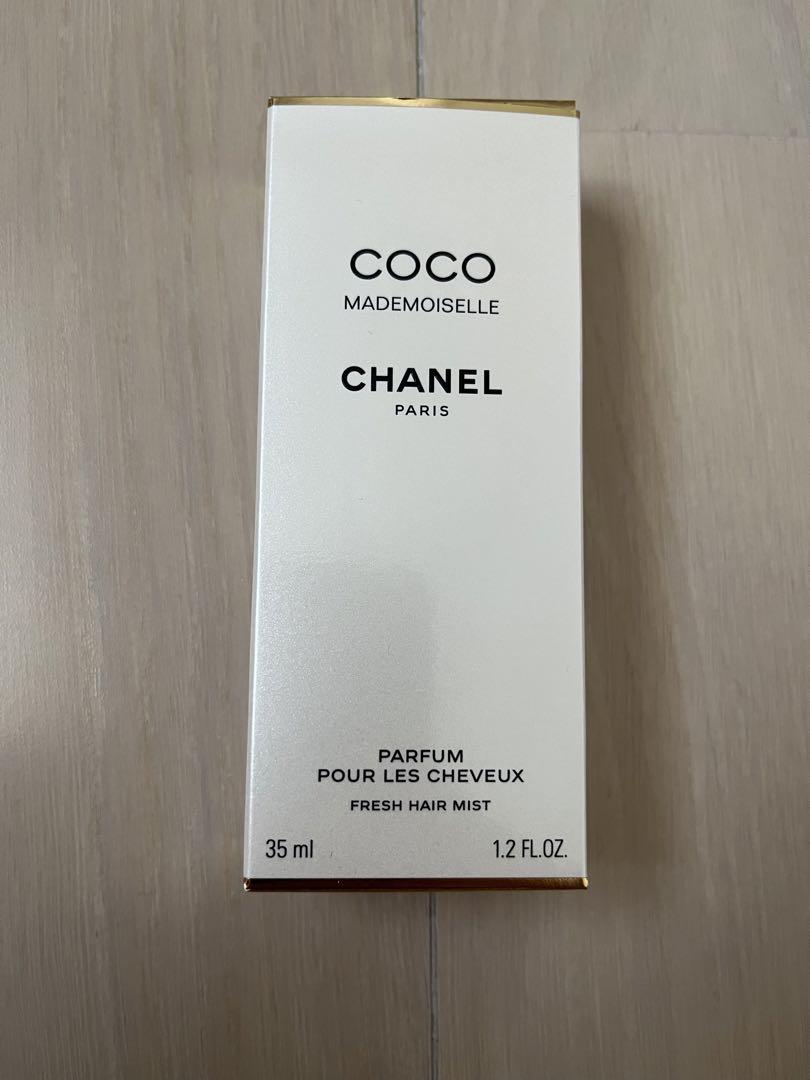 COCO
MADEMOISELLE
CHANEL
PARIS
PARFUM
POUR LES CHEVEUX
FRESH HAIR MIST
35 ml 1.2 FL.OZ.